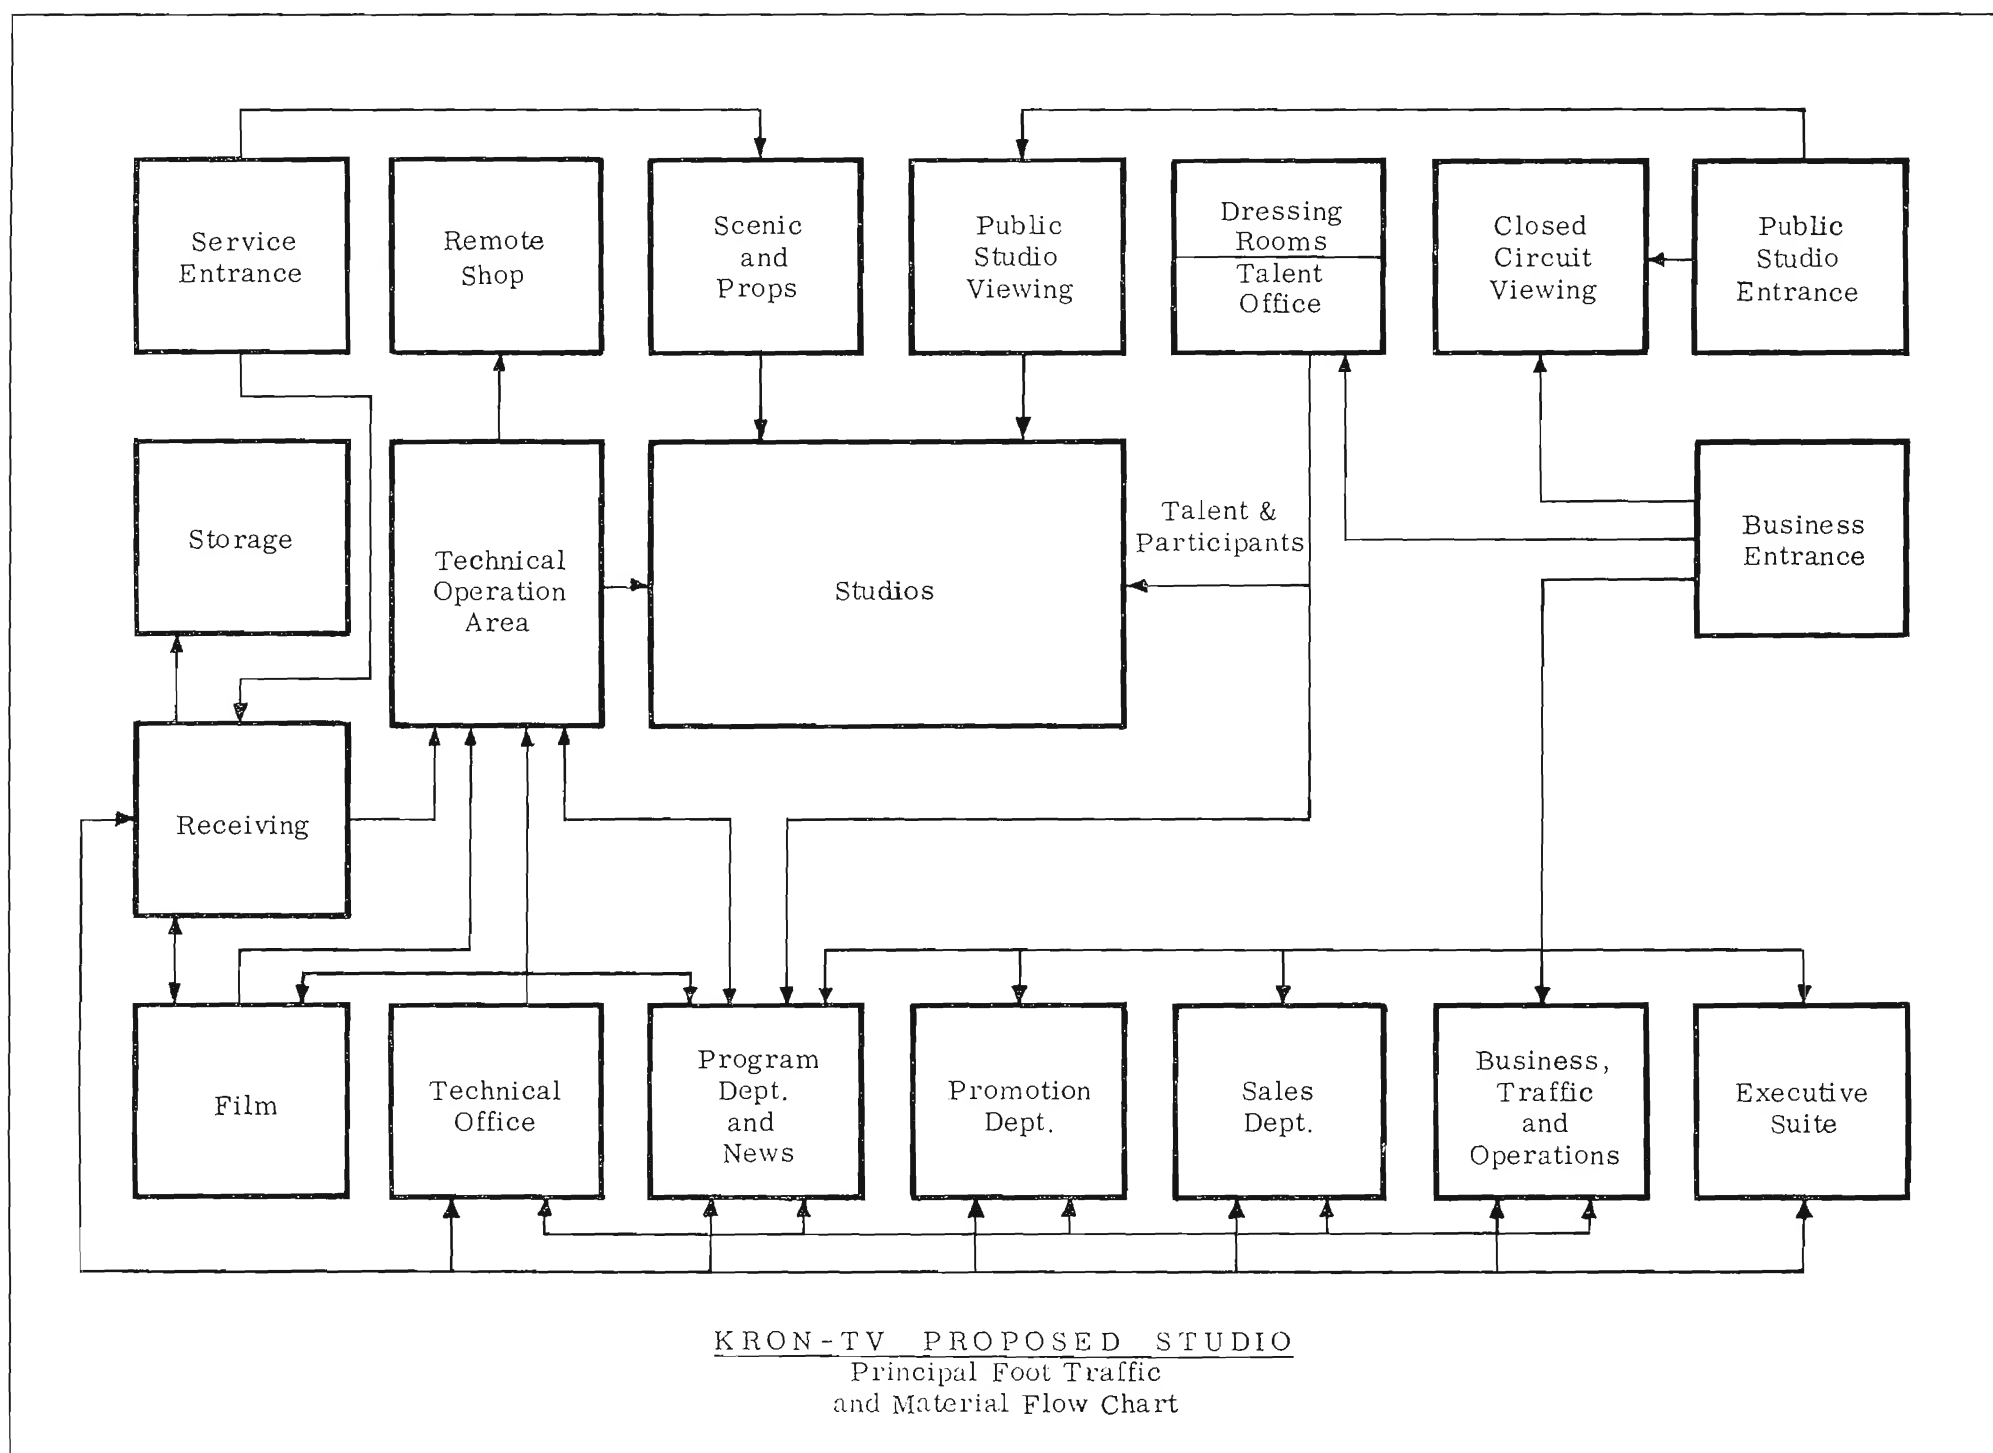 Service
Entrance
Remote
Shop
Scenic
and
Props
Public
Studio
Viewing
Dressing
Rooms
Talent
Office
Closed
Circuit
Viewing
Public
Studio
Entrance
Storage
Technical
Operation
Area
Studios
Talent &
Participants
Business
Entrance
Receiving
Film
Technical
Office
Program
Dept.
and
News
Promotion
Dept.
Sales
Dept.
Business,
Traffic
and
Operations
Executive
Suite
KRON-TV PROPOSED STUDIO
Principal Foot Traffic
and Material Flow Chart